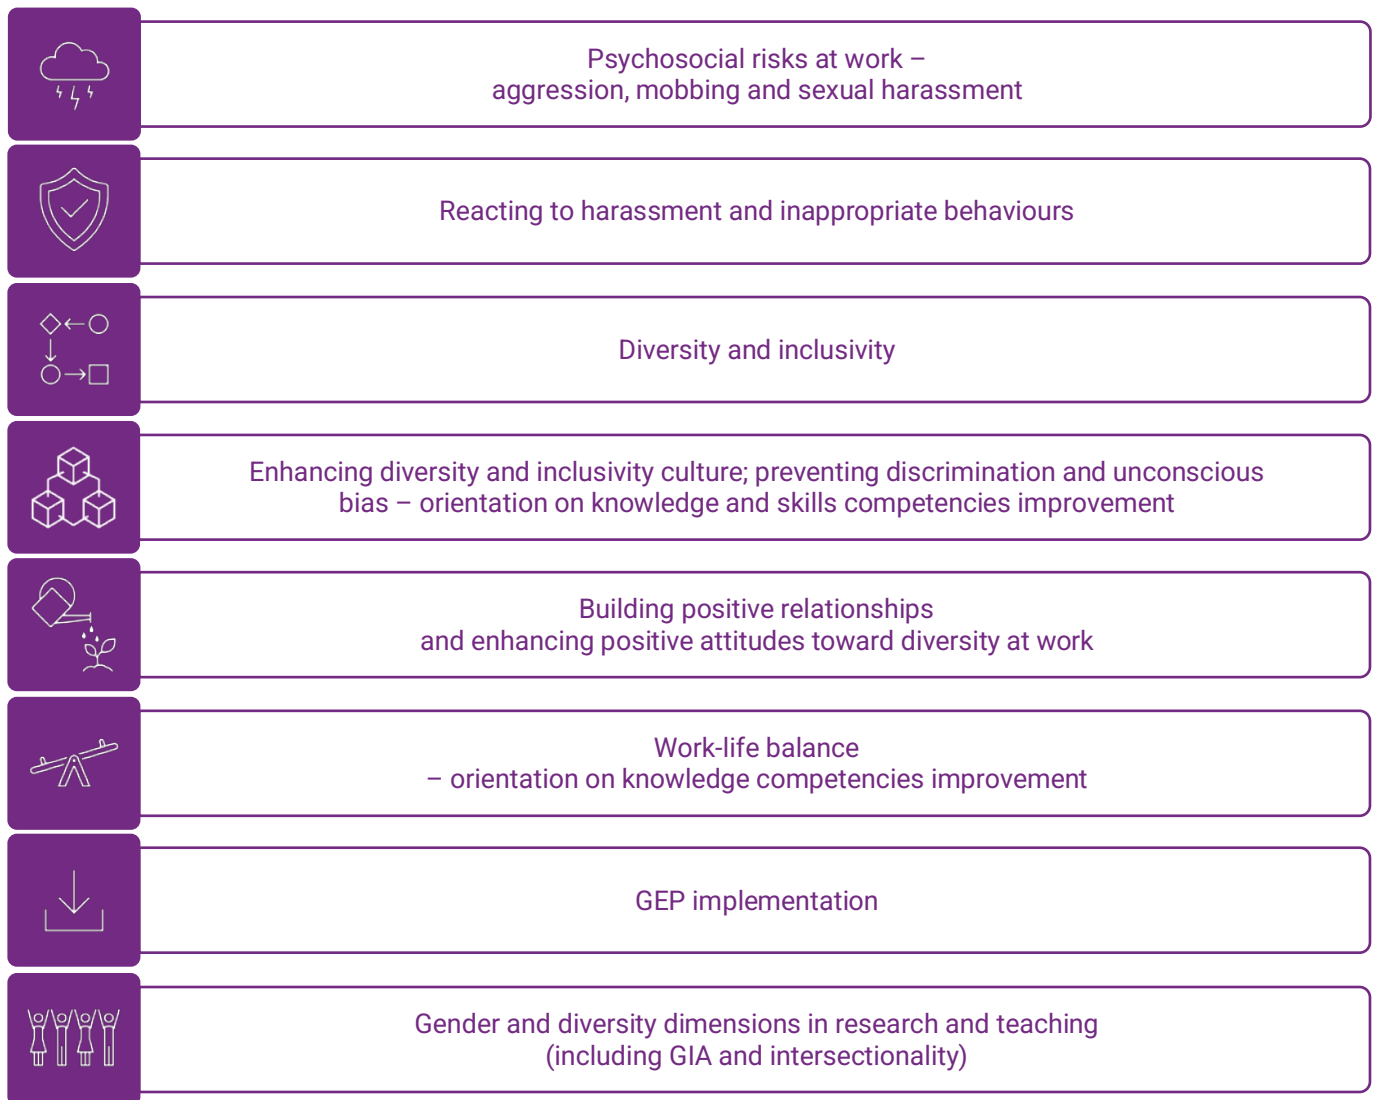 Psychosocial risks at work –
aggression, mobbing and sexual harassment
Reacting to harassment and inappropriate behaviours
Diversity and inclusivity
Enhancing diversity and inclusivity culture; preventing discrimination and unconscious
bias – orientation on knowledge and skills competencies improvement
Building positive relationships
and enhancing positive attitudes toward diversity at work
Work-life balance
– orientation on knowledge competencies improvement
GEP implementation
Gender and diversity dimensions in research and teaching
(including GIA and intersectionality)